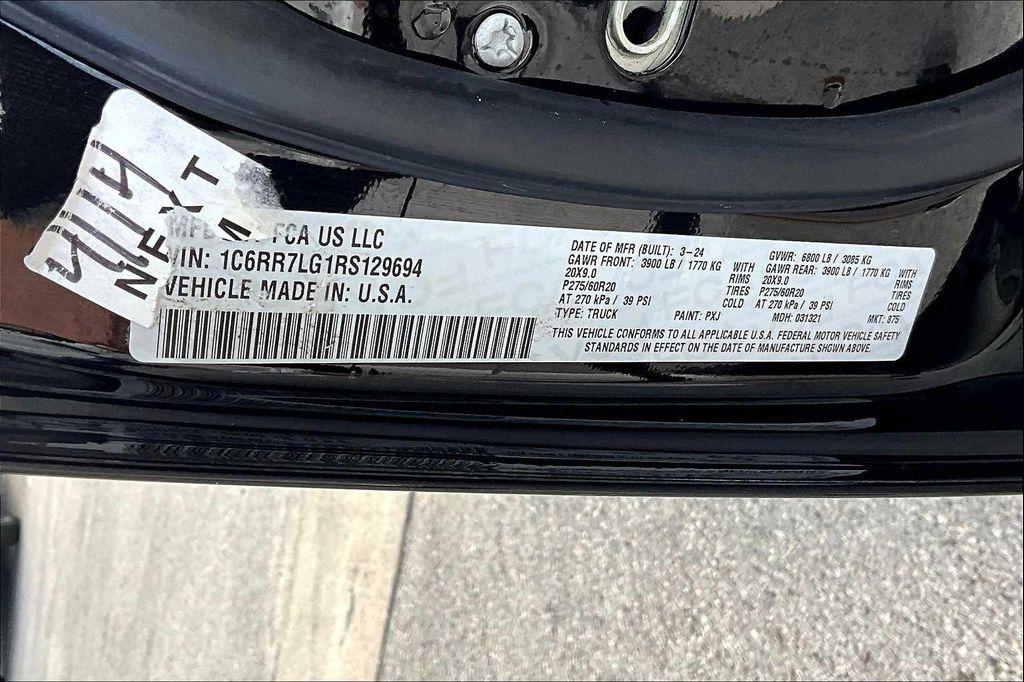 NEXT
MFD BY: FCA US LLC
VIN: 1C6RR7LG1RS129694
VEHICLE MADE IN: U.S.A.
DATE OF MFR (BUILT): 3-24 GVWR: 6800 LB / 3085 KG
GAWR FRONT: 3900 LB / 1770 KG WITH GAWR REAR: 3900 LB / 1770 KG WITH
20X9.0 RIMS 20X9.0 RIMS
P275/60R20 TIRES P275/60R20 TIRES
AT 270 kPa / 39 PSI COLD AT 270 kPa / 39 PSI COLD
TYPE: TRUCK PAINT: PXJ MDH: 031321 MKT: 875
THIS VEHICLE CONFORMS TO ALL APPLICABLE U.S.A. FEDERAL MOTOR VEHICLE SAFETY
STANDARDS IN EFFECT ON THE DATE OF MANUFACTURE SHOWN ABOVE.